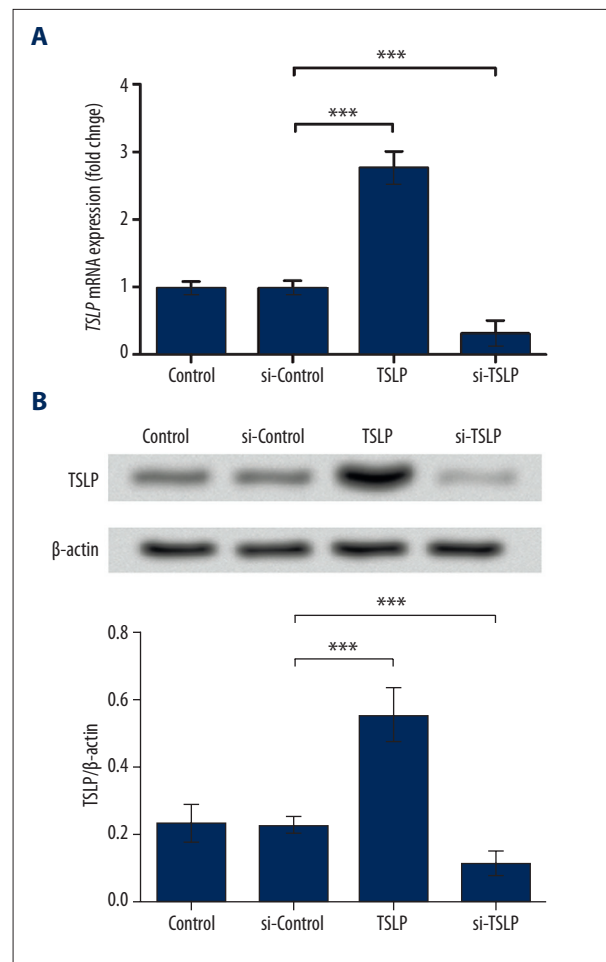 A
***
***
TSLP mRNA expression (fold chnge)
4
3
2
1
0
Control si-Control TSLP si-TSLP
B
Control si-Control TSLP si-TSLP
TSLP
β-actin
***
***
TSLP/β-actin
0.8
0.6
0.4
0.2
0.0
Control si-Control TSLP si-TSLP